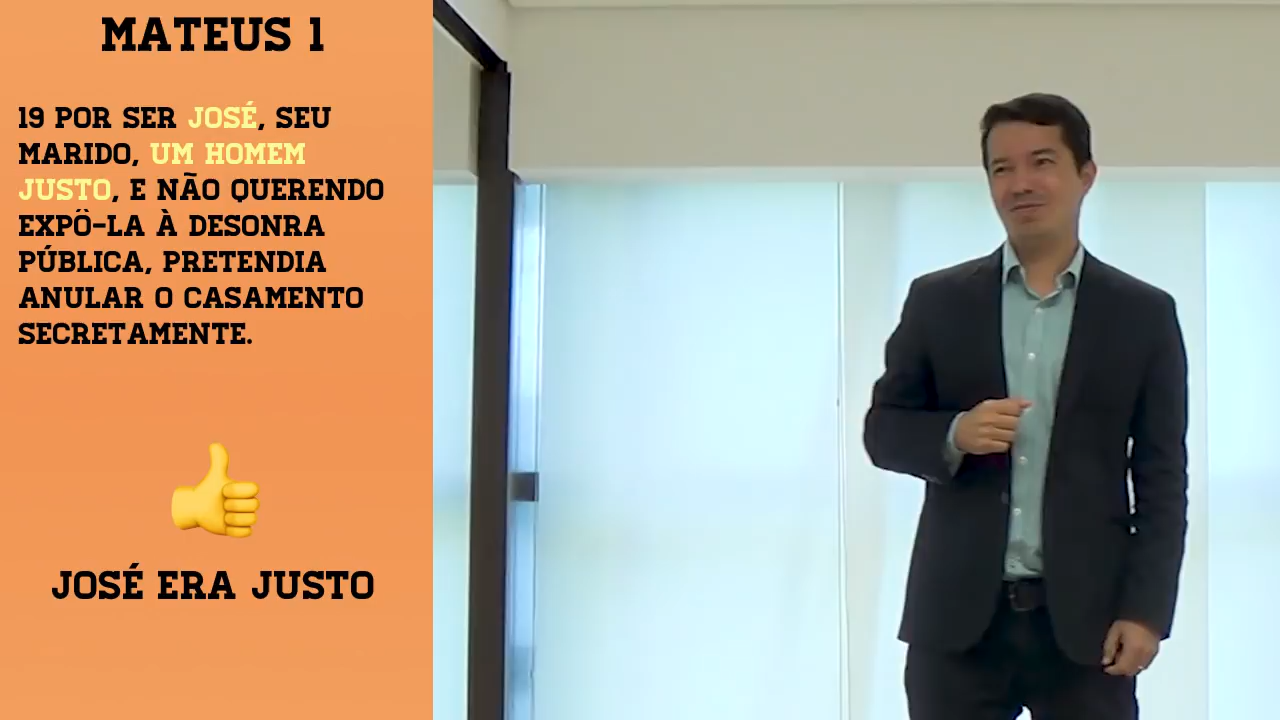 MATEUS 1
19 POR SER JOSÉ, SEU
MARIDO, UM HOMEM
JUSTO, E NÃO QUERENDO
EXPÔ-LA À DESONRA
PÚBLICA, PRETENDIA
ANULAR O CASAMENTO
SECRETAMENTE.
JOSÉ ERA JUSTO